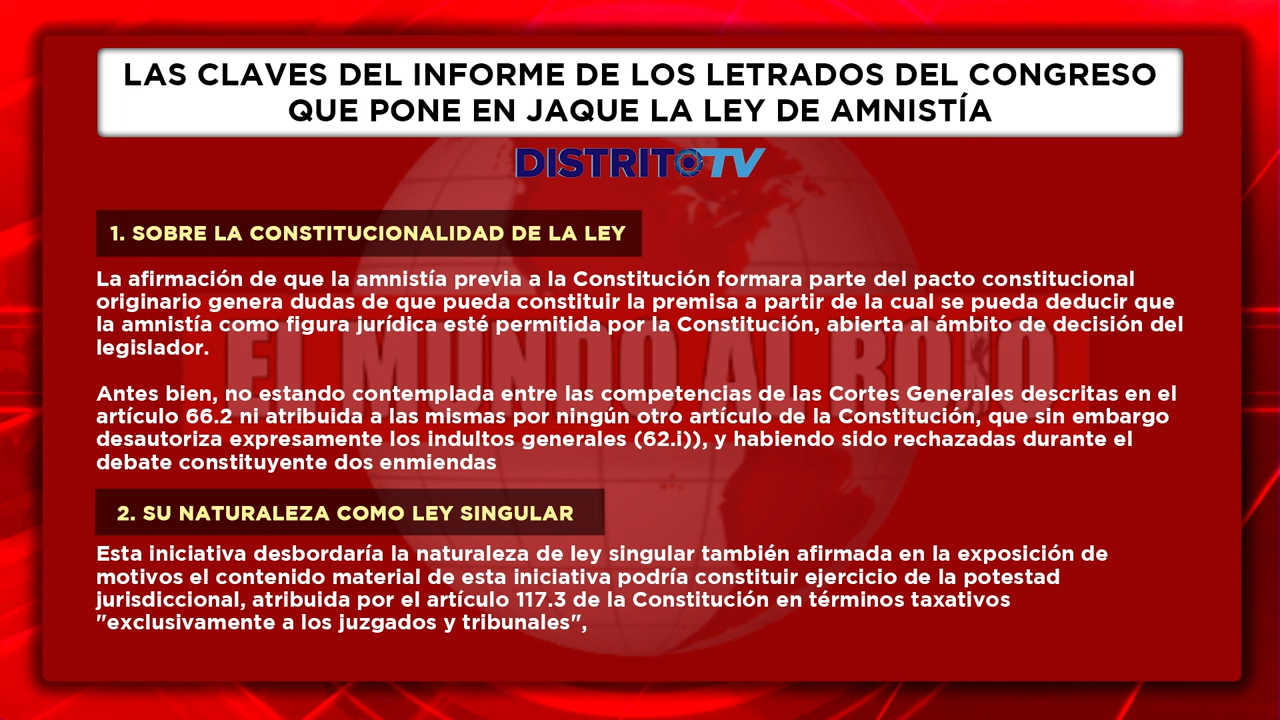 LAS CLAVES DEL INFORME DE LOS LETRADOS DEL CONGRESO
QUE PONE EN JAQUE LA LEY DE AMNISTÍA
DISTRITO TV
1. SOBRE LA CONSTITUCIONALIDAD DE LA LEY
La afirmación de que la amnistía previa a la Constitución formara parte del pacto constitucional
originario genera dudas de que pueda constituir la premisa a partir de la cual se pueda deducir que
la amnistía como figura jurídica esté permitida por la Constitución, abierta al ámbito de decisión del
legislador.
EL MUNDO AL ROJO
Antes bien, no estando contemplada entre las competencias de las Cortes Generales descritas en el
artículo 66.2 ni atribuida a las mismas por ningún otro artículo de la Constitución, que sin embargo
desautoriza expresamente los indultos generales (62.i)), y habiendo sido rechazadas durante el
debate constituyente dos enmiendas
2. SU NATURALEZA COMO LEY SINGULAR
Esta iniciativa desbordaría la naturaleza de ley singular también afirmada en la exposición de
motivos el contenido material de esta iniciativa podría constituir ejercicio de la potestad
jurisdiccional, atribuida por el artículo 117.3 de la Constitución en términos taxativos
"exclusivamente a los juzgados y tribunales",